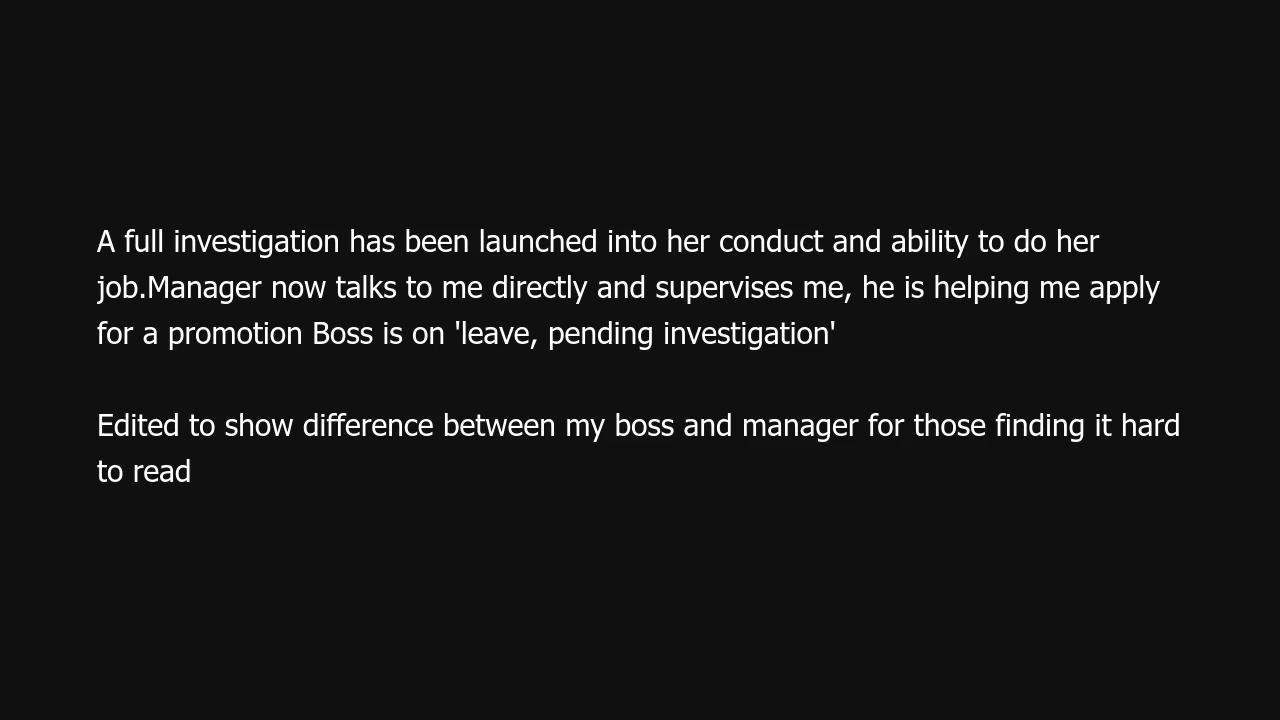 A full investigation has been launched into her conduct and ability to do her
job.Manager now talks to me directly and supervises me, he is helping me apply
for a promotion Boss is on 'leave, pending investigation'
Edited to show difference between my boss and manager for those finding it hard
to read